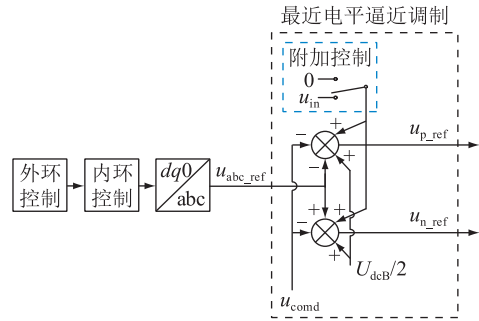 最近电平逼近调制
附加控制
0
u_in
+
−
u_p_ref
+
−
外环
控制
内环
控制
dq0
abc
u_abc_ref
+ +
u_n_ref
−
+
U_dcB/2
u_comd